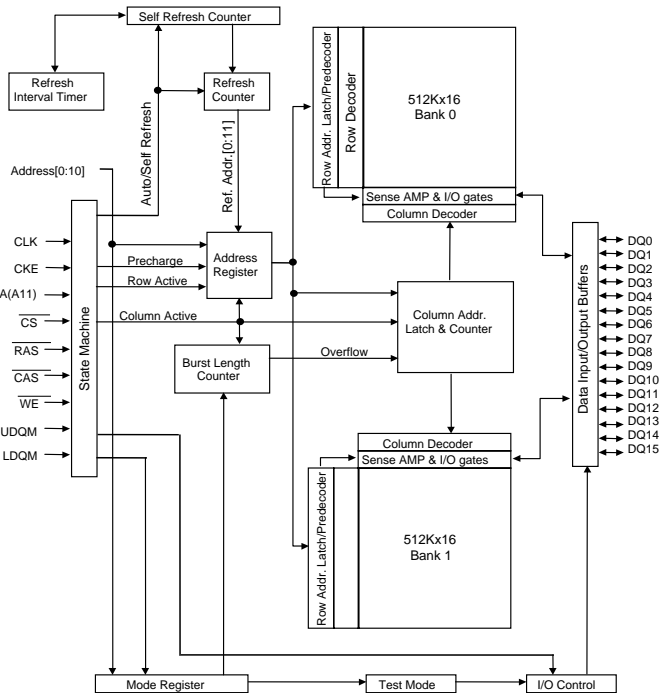 Self Refresh Counter
Refresh
Interval Timer
Refresh
Counter
Auto/Self Refresh
Ref. Addr.[0:11]
Address[0:10]
Row Addr. Latch/Predecoder
Row Decoder
512Kx16
Bank 0
Sense AMP & I/O gates
Column Decoder
State Machine
CLK
CKE
A(A11)
CS
RAS
CAS
WE
UDQM
LDQM
Precharge
Row Active
Column Active
Address
Register
Burst Length
Counter
Overflow
Column Addr.
Latch & Counter
Data Input/Output Buffers
DQ0
DQ1
DQ2
DQ3
DQ4
DQ5
DQ6
DQ7
DQ8
DQ9
DQ10
DQ11
DQ12
DQ13
DQ14
DQ15
Column Decoder
Sense AMP & I/O gates
Row Addr. Latch/Predecoder
512Kx16
Bank 1
Mode Register
Test Mode
I/O Control